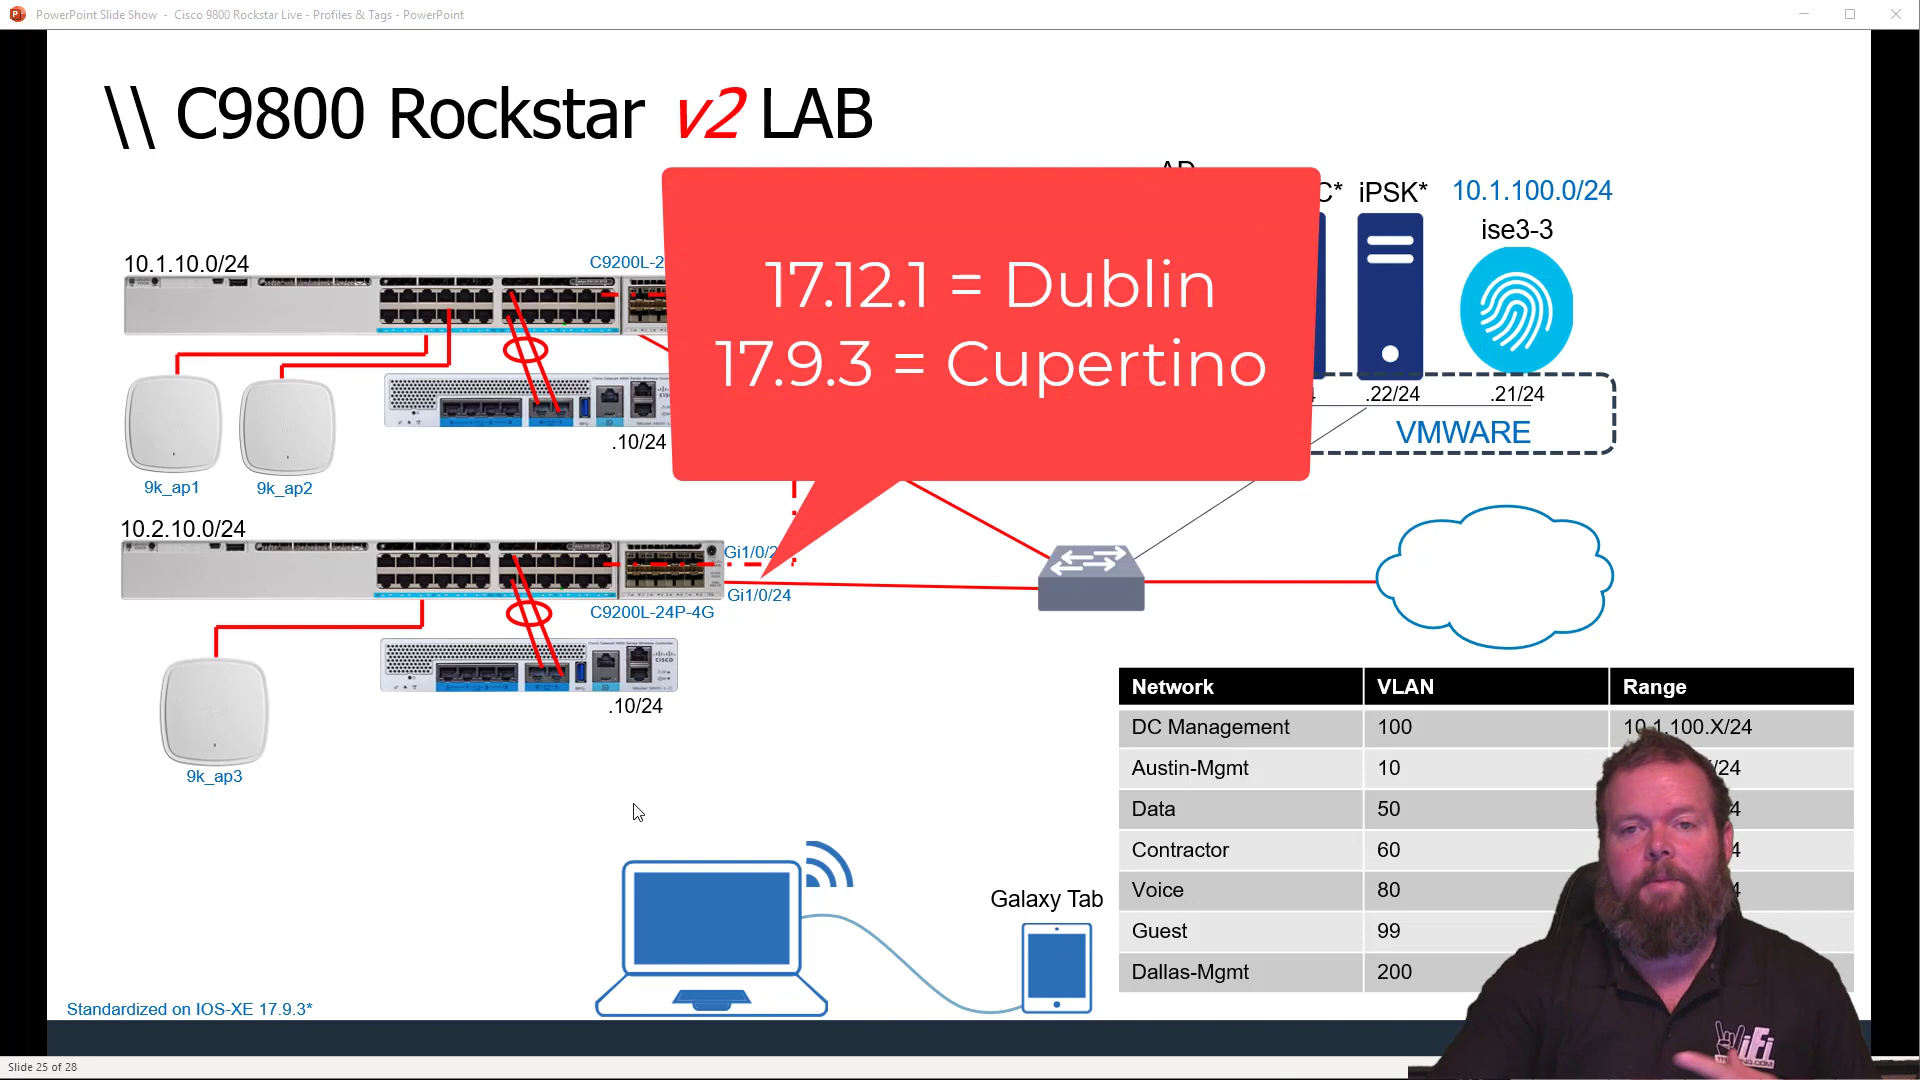 PowerPoint Slide Show - Cisco 9800 Rockstar Live - Profiles & Tags - PowerPoint
\\ C9800 Rockstar v2 LAB
17.12.1 = Dublin
17.9.3 = Cupertino
C*
iPSK*
10.1.100.0/24
ise3-3
.22/24
.21/24
VMWARE
10.1.10.0/24
C9200L-2
.10/24
9k_ap1
9k_ap2
10.2.10.0/24
Gi1/0/2
Gi1/0/24
C9200L-24P-4G
.10/24
9k_ap3
Galaxy Tab
Network VLAN Range
DC Management 100 10.1.100.X/24
Austin-Mgmt 10 /24
Data 50 4
Contractor 60 4
Voice 80 4
Guest 99
Dallas-Mgmt 200
Standardized on IOS-XE 17.9.3*
Slide 25 of 28